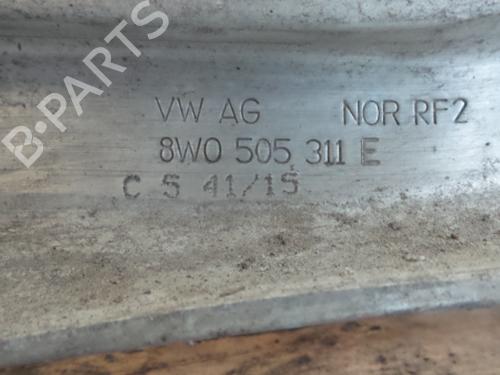 B-PARTS
VW AG NOR RF2
8W0 505 311 E
C S 41/15